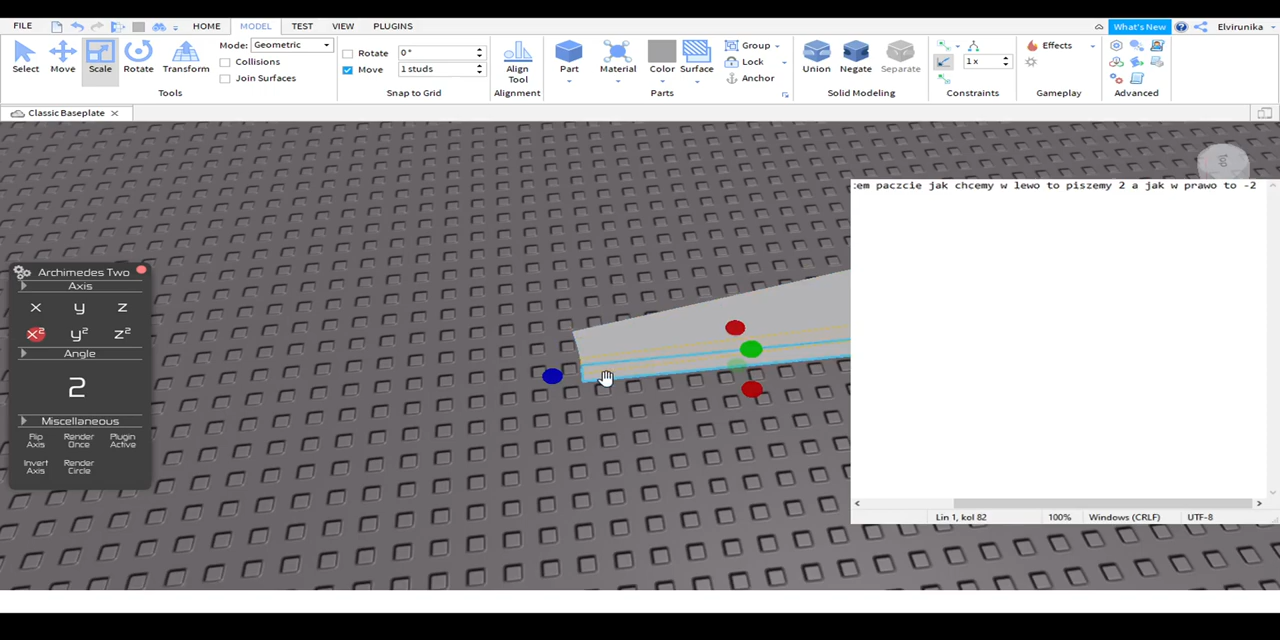 FILE HOME MODEL TEST VIEW PLUGINS What's New Elvirunika
Select Move Scale Rotate Transform
Mode: Geometric
Collisions
Join Surfaces
Tools
Rotate 0°
Move 1 studs
Snap to Grid
Align Tool
Alignment
Part Material Color Surface
Group
Lock
Anchor
Parts
Union Negate Separate
Solid Modeling
1 x
Constraints
Effects
Gameplay
Advanced
Classic Baseplate
TOP
:em paczcie jak chcemy w lewo to piszemy 2 a jak w prawo to -2
Lin 1, kol 82 100% Windows (CRLF) UTF-8
Archimedes Two
Axis
x y z
x² y² z²
Angle
2
Miscellaneous
Flip Axis Render Once Plugin Active
Invert Axis Render Circle